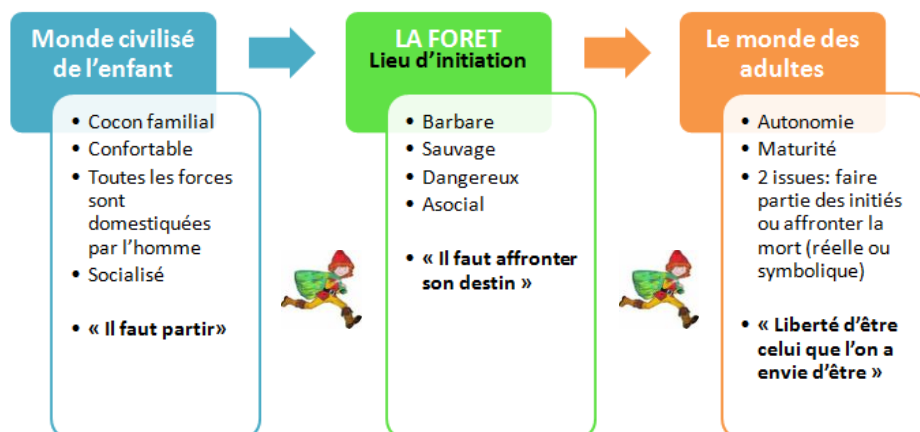 Monde civilisé
de l'enfant
• Cocon familial
• Confortable
• Toutes les forces
sont
domestiquées
par l'homme
• Socialisé
• « Il faut partir»
LA FORET
Lieu d'initiation
• Barbare
• Sauvage
• Dangereux
• Asocial
• « Il faut affronter
son destin »
Le monde des
adultes
• Autonomie
• Maturité
• 2 issues: faire
partie des initiés
ou affronter la
mort (réelle ou
symbolique)
• « Liberté d'être
celui que l'on a
envie d'être »